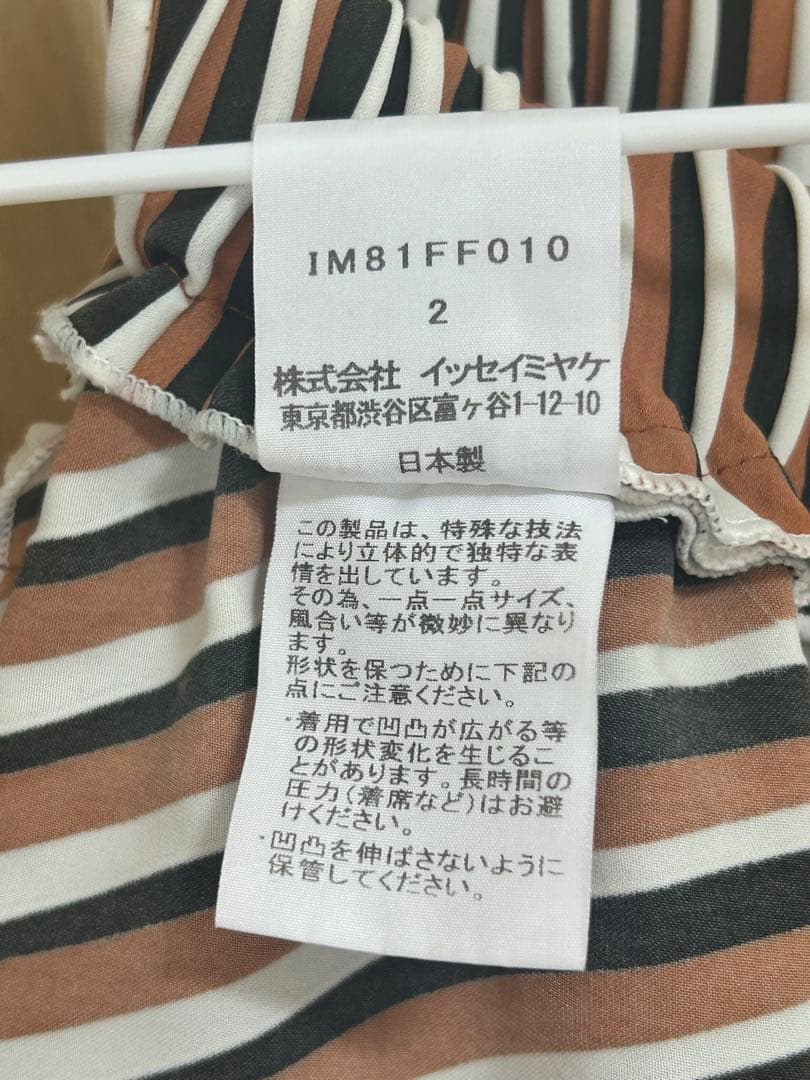 IM81FF010
2
株式会社 イッセイミヤケ
東京都渋谷区富ヶ谷1-12-10
日本製
この製品は、特殊な技法
により立体的で独特な表
情を出しています。
その為、一点一点サイズ、
風合い等が微妙に異なり
ます。
形状を保つために下記の
点にご注意ください。
・着用で凹凸が広がる等
の形状変化を生じるこ
とがあります。長時間の
圧力(着席など)はお避
けください。
・凹凸を伸ばさないように
保管してください。